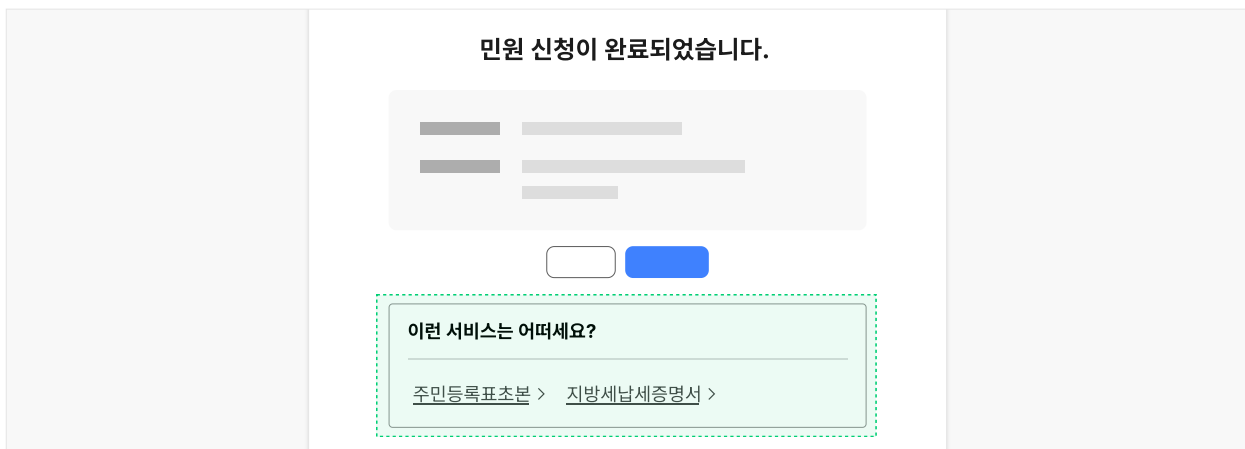 민원 신청이 완료되었습니다.
이런 서비스는 어떠세요?
주민등록표초본 > 지방세납세증명서 >